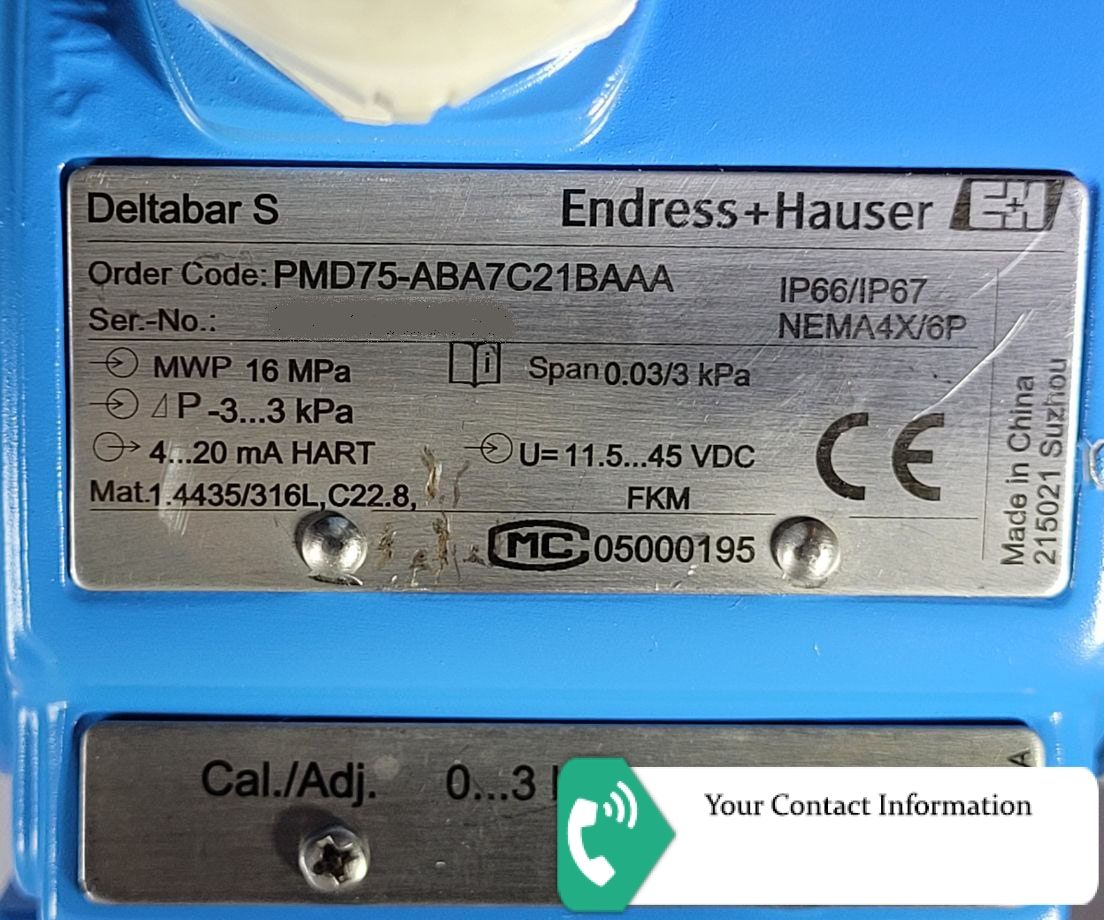 Deltabar S
Endress+Hauser
E+H
Order Code: PMD75-ABA7C21BAAA
IP66/IP67
Ser.-No.:
NEMA4X/6P
MWP 16 MPa
i Span 0.03/3 kPa
⊿P -3...3 kPa
4...20 mA HART
U= 11.5...45 VDC
CE
Mat.1.4435/316L,C22.8,
FKM
MC 05000195
Made in China
215021 Suzhou
Cal./Adj. 0...3
A
Your Contact Information